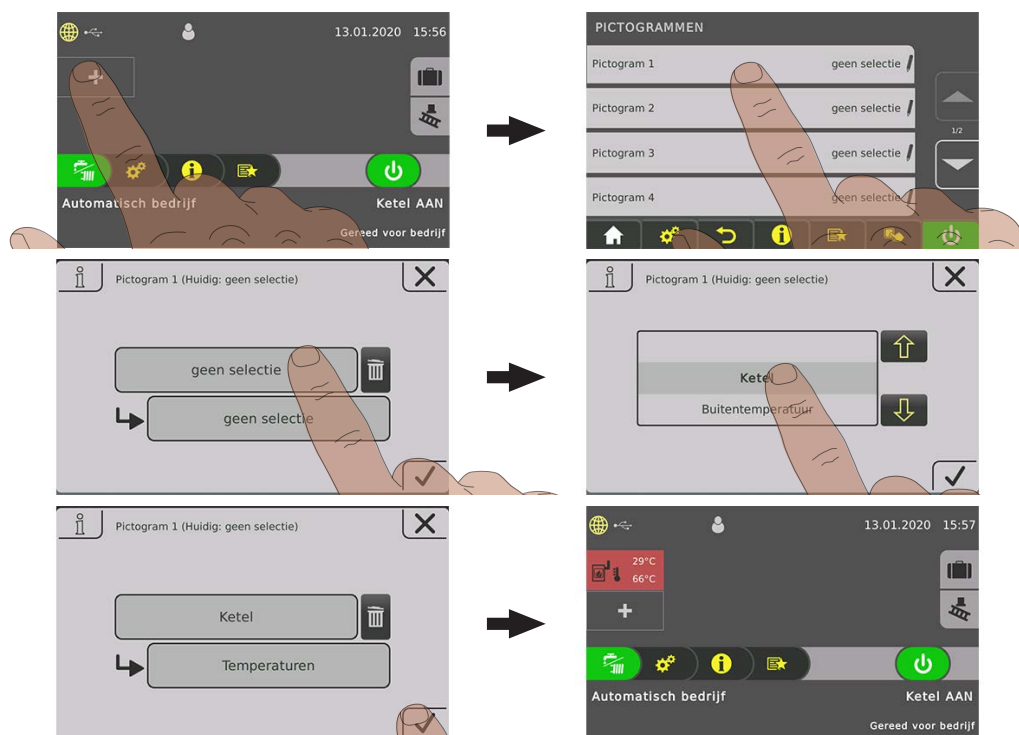 13.01.2020 15:56
Automatisch bedrijf
Ketel AAN
Gereed voor bedrijf
PICTOGRAMMEN
Pictogram 1 geen selectie
Pictogram 2 geen selectie
1/2
Pictogram 3 geen selectie
Pictogram 4 geen selectie
Pictogram 1 (Huidig: geen selectie)
geen selectie
geen selectie
Pictogram 1 (Huidig: geen selectie)
Ketel
Buitentemperatuur
Pictogram 1 (Huidig: geen selectie)
Ketel
Temperaturen
13.01.2020 15:57
29°C
66°C
Automatisch bedrijf
Ketel AAN
Gereed voor bedrijf